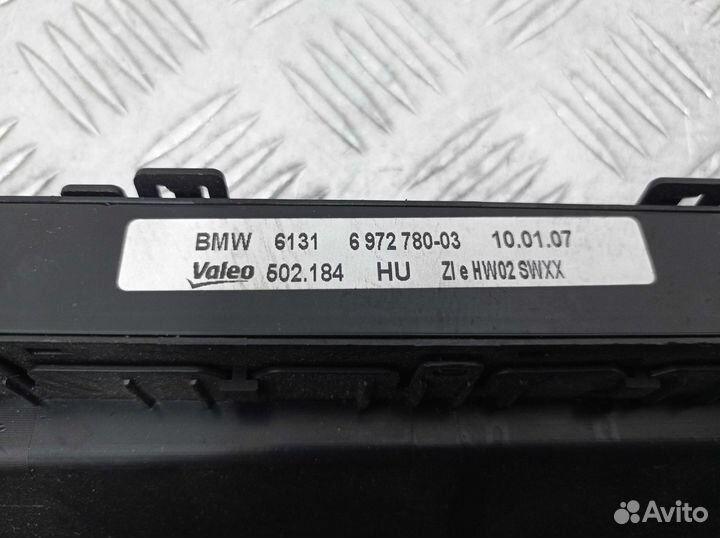 BMW 6131 6 972 780-03 10.01.07
Valeo 502.184 HU ZI e HW02 SWXX
Avito